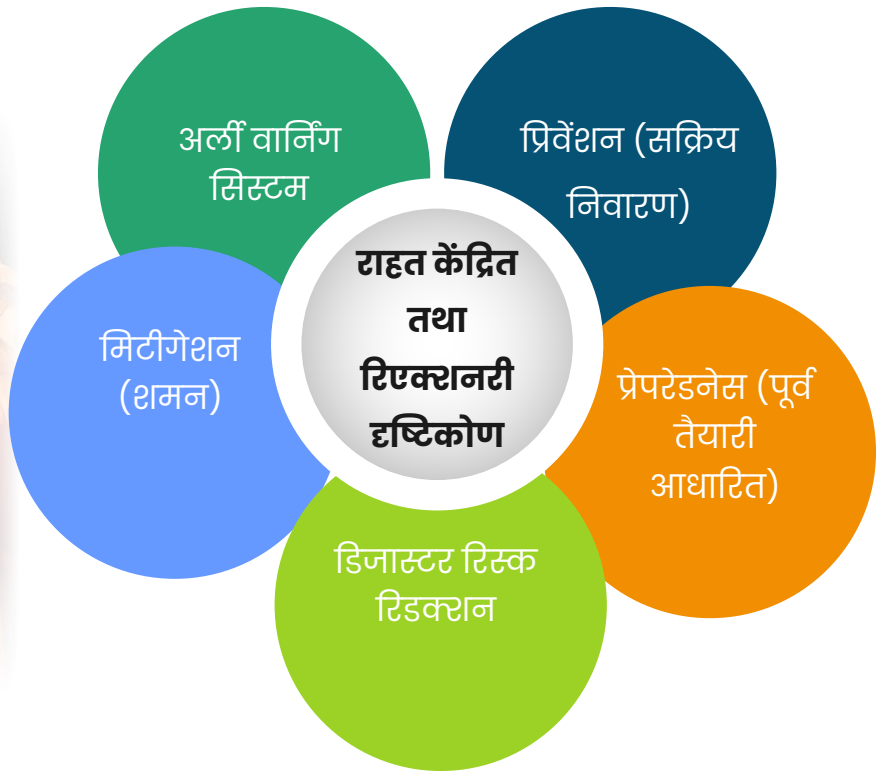 अर्ली वार्निंग
सिस्टम
प्रिवेंशन (सक्रिय
निवारण)
राहत केंद्रित
तथा
रिएक्शनरी
दृष्टिकोण
मिटीगेशन
(शमन)
प्रेपरेडनेस (पूर्व
तैयारी
आधारित)
डिजास्टर रिस्क
रिडक्शन